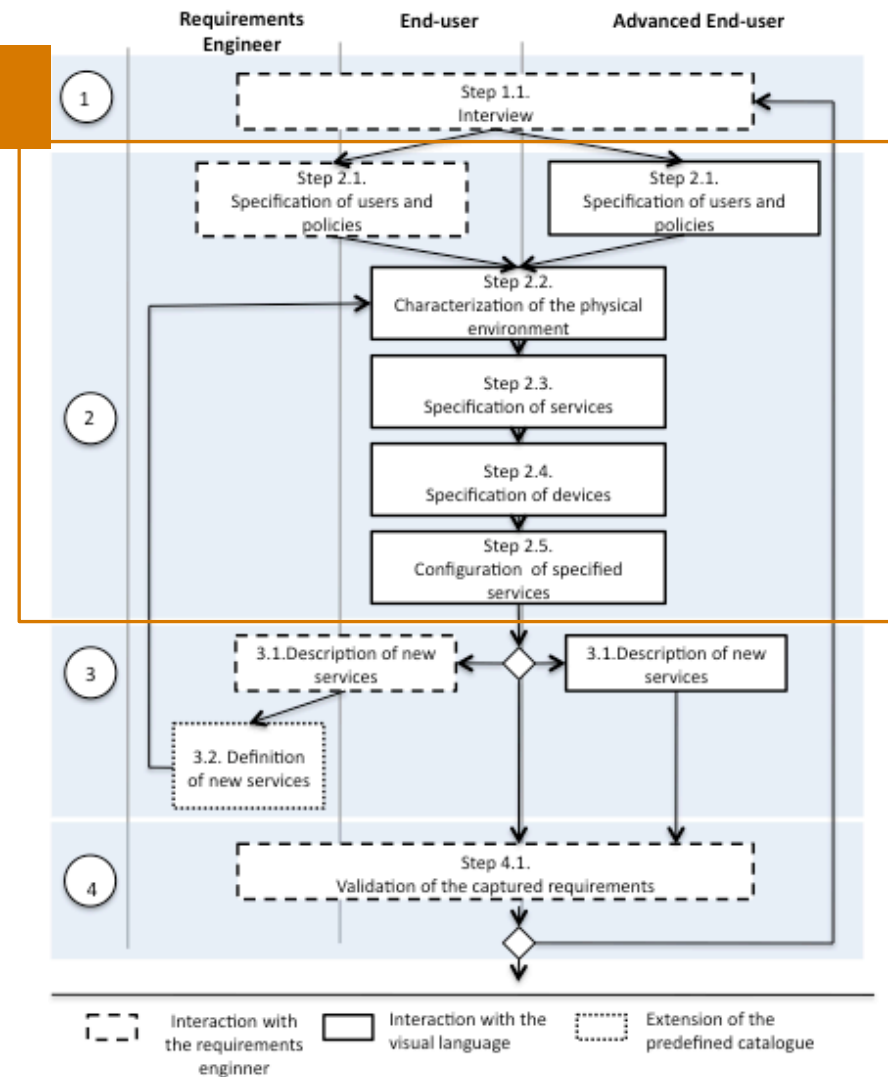 Requirements
Engineer
End-user
Advanced End-user
1
Step 1.1.
Interview
Step 2.1.
Specification of users and
policies
Step 2.1.
Specification of users and
policies
Step 2.2.
Characterization of the physical
environment
2
Step 2.3.
Specification of services
Step 2.4.
Specification of devices
Step 2.5.
Configuration of specified
services
3
3.1.Description of new
services
3.1.Description of new
services
3.2. Definition
of new services
4
Step 4.1.
Validation of the captured requirements
Interaction with
the requirements
enginner
Interaction with the
visual language
Extension of the
predefined catalogue